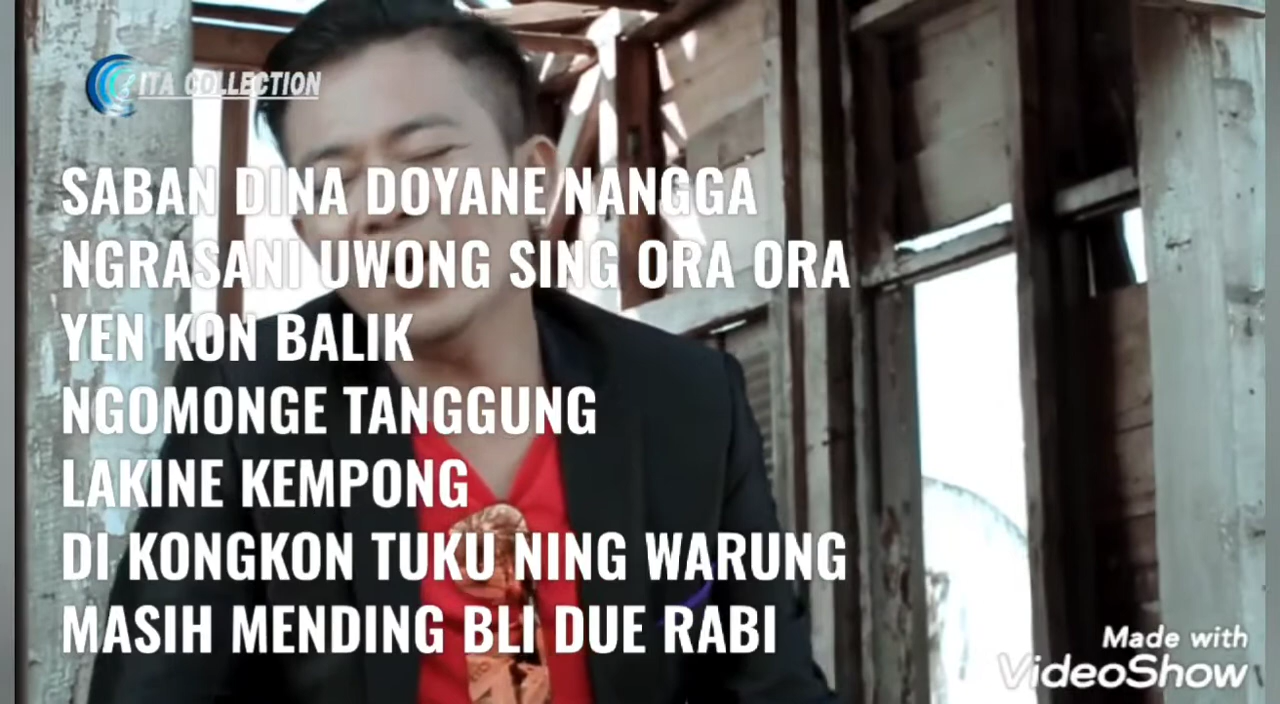 ITA COLLECTION
SABAN DINA DOYANE NANGGA
NGRASANI UWONG SING ORA ORA
YEN KON BALIK
NGOMONGE TANGGUNG
LAKINE KEMPONG
DI KONGKON TUKU NING WARUNG
MASIH MENDING BLI DUE RABI
Made with
VideoShow